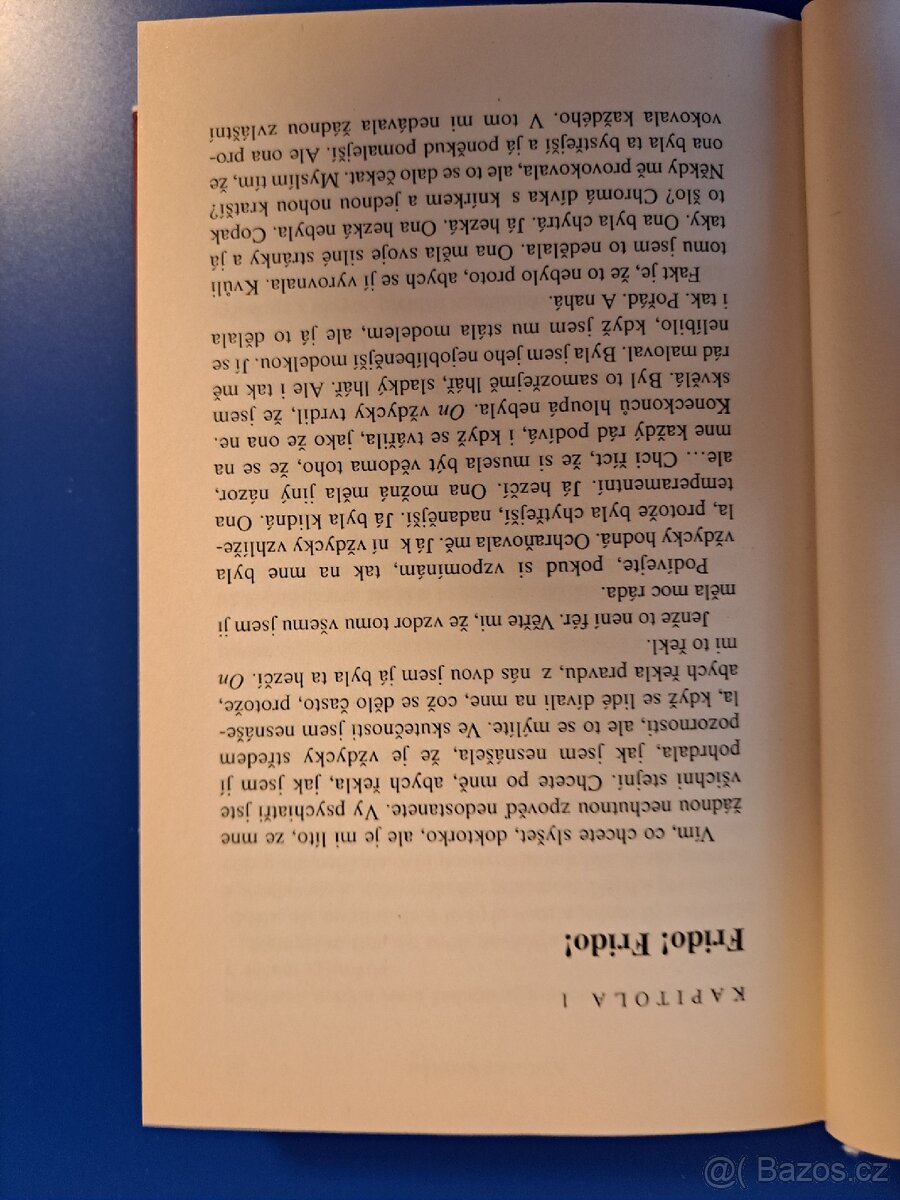 KAPITOLA 1
Frido! Frido!
Vím, co chcete slyšet, doktorko, ale je mi líto, ze mne
žádnou nechutnou zpověď nedostanete. Vy psychiatři jste
všichni stejní. Chcete po mně, abych řekla, jak jsem jí
pohrdala, jak jsem nesnášela, že je vždycky středem
pozornosti, ale to se mýlíte. Ve skutečnosti jsem nesnáše-
la, když se lidé dívali na mne, což se dělo často, protože,
abych řekla pravdu, z nás dvou jsem já byla ta hezčí. On
mi to řekl.
Jenže to není fér. Věřte mi, že vzdor tomu všemu jsem ji
měla moc ráda.
Podívejte, pokud si vzpomínám, tak na mne byla
vždycky hodná. Ochraňovala mě. Já k ní vždycky vzhlíže-
la, protože byla chytřejší, nadanější. Já byla klidná. Ona
temperamentní. Já hezčí. Ona možná měla jiný názor,
ale… Chci říct, že si musela být vědoma toho, že se na
mne každý rád podívá, i když se tvářila, jako že ona ne.
Koneckonců hloupá nebyla. On vždycky tvrdil, že jsem
skvělá. Byl to samozřejmě lhář, sladký lhář. Ale i tak mě
rád maloval. Byla jsem jeho nejoblíbenější modelkou. Jí se
nelíbilo, když jsem mu stála modelem, ale já to dělala
i tak. Pořád. A nahá.
Fakt je, že to nebylo proto, abych se jí vyrovnala. Kvůli
tomu jsem to nedělala. Ona měla svoje silné stránky a já
taky. Ona byla chytrá. Já hezká. Ona hezká nebyla. Copak
to šlo? Chromá dívka s knírkem a jednou nohou kratší?
Někdy mě provokovala, ale to se dalo čekat. Myslím tím, že
ona byla ta bystřejší a já poněkud pomalejší. Ale ona pro-
vokovala každého. V tom mi nedávala žádnou zvláštní
@( Bazos.cz